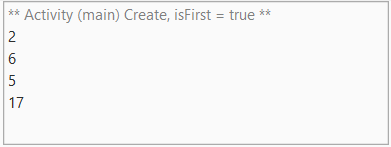 ** Activity (main) Create, isFirst = true **
2
6
5
17